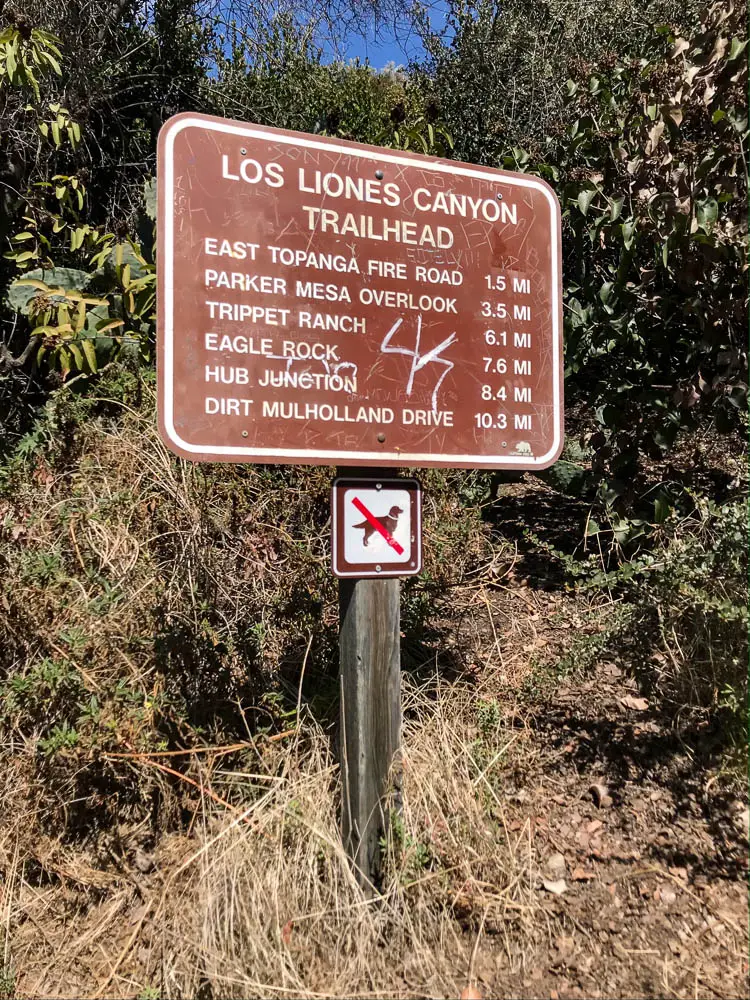 LOS LIONES CANYON
TRAILHEAD
EAST TOPANGA FIRE ROAD 1.5 MI
PARKER MESA OVERLOOK 3.5 MI
TRIPPET RANCH 6.1 MI
EAGLE ROCK 7.6 MI
HUB JUNCTION 8.4 MI
DIRT MULHOLLAND DRIVE 10.3 MI